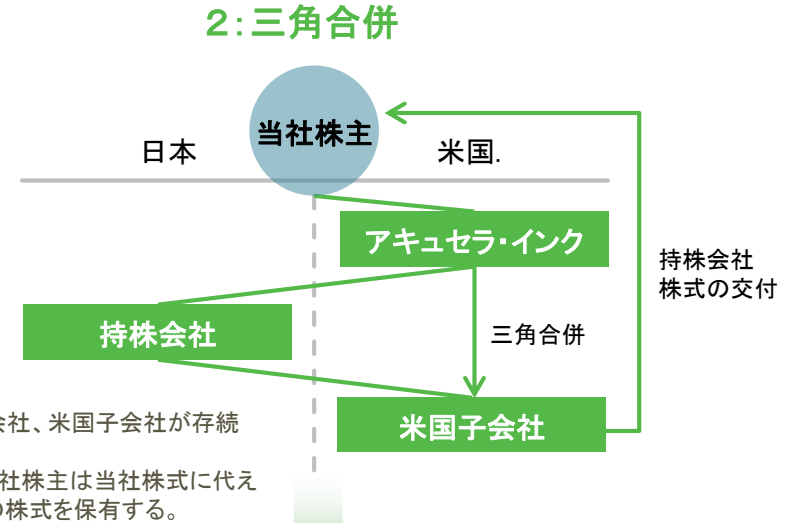 2:三角合併
当社株主
日本
米国.
アキュセラ・インク
持株会社
株式の交付
持株会社
三角合併
米国子会社
会社、米国子会社が存続
社株主は当社株式に代え
の株式を保有する。